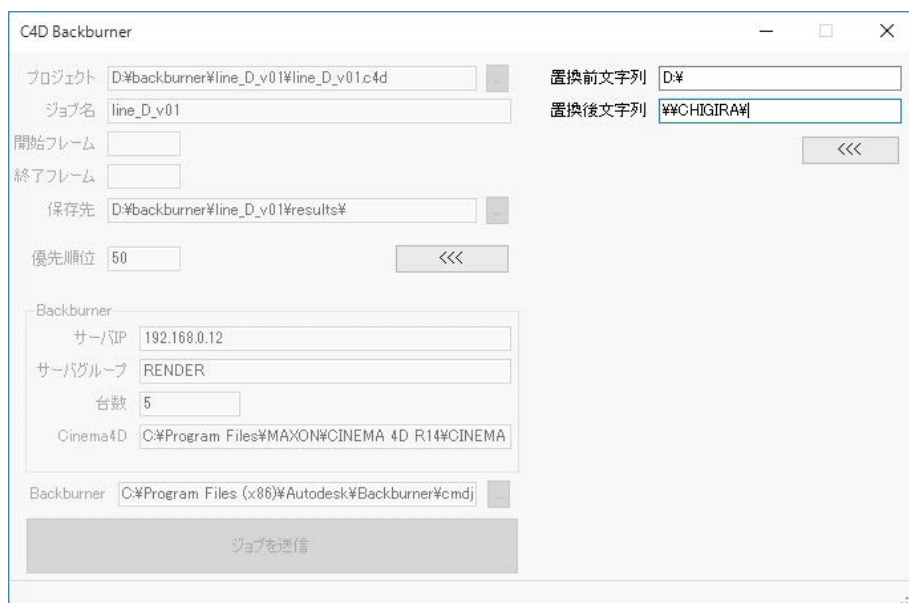 C4D Backburner
プロジェクト D:¥backburner¥line_D_v01¥line_D_v01.c4d ...
ジョブ名 line_D_v01
開始フレーム
終了フレーム
保存先 D:¥backburner¥line_D_v01¥results¥ ...
優先順位 50 <<<
Backburner
サーバIP 192.168.0.12
サーバグループ RENDER
台数 5
Cinema4D C:¥Program Files¥MAXON¥CINEMA 4D R14¥CINEMA
Backburner C:¥Program Files (x86)¥Autodesk¥Backburner¥cmdj ...
ジョブを送信
置換前文字列 D:¥
置換後文字列 ¥¥CHIGIRA¥
<<<